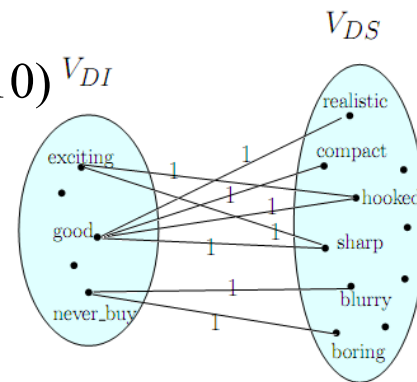 V_DS
10)
V_DI
realistic
exciting
1
1
compact
1
1
hooked
good
1
1
sharp
1
blurry
never_buy
1
boring